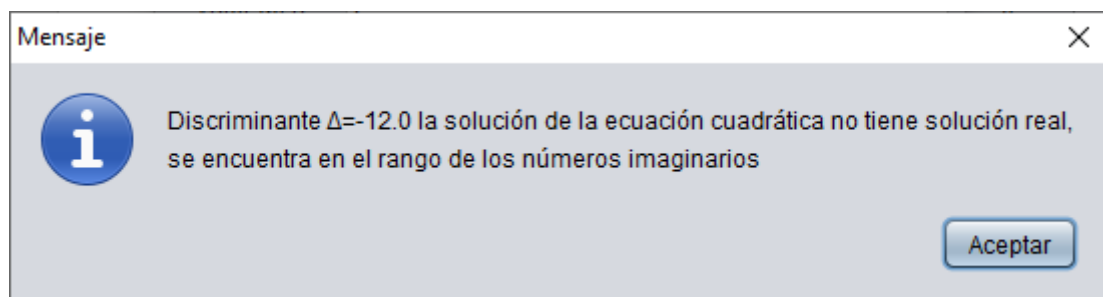 Mensaje
Discriminante Δ=-12.0 la solución de la ecuación cuadrática no tiene solución real,
se encuentra en el rango de los números imaginarios
Aceptar